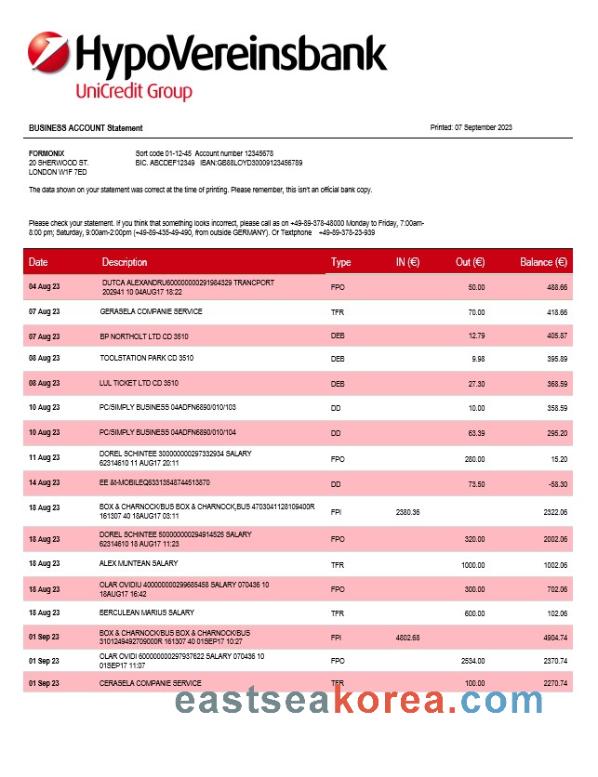 HypoVereinsbank
UniCredit Group
BUSINESS ACCOUNT Statement Printed: 07 September 2023
FORMONIX Sort code 01-12-45 Account number 12345678
20 SHERWOOD ST. BIC. ABCDEF12349 IBAN:GB88LOYD30009123456789
LONDON W1F 7ED
The data shown on your statement was correct at the time of printing. Please remember, this isn't an official bank copy.
Please check your statement. If you think that something looks incorrect, please call as on +49-89-378-48000 Monday to Friday, 7:00am-
8:00 pm; Saturday, 9:00am-2:00pm (+49-89-435-49-490, from outside GERMANY). Or Textphone +49-89-378-23-939
Date Description Type IN (€) Out (€) Balance (€)
04 Aug 23 DUTCA ALEXANDRU600000000291984329 TRANCPORT
202941 10 04AUG17 18:22 FPO 50.00 488.66
07 Aug 23 GERASELA COMPANIE SERVICE TFR 70.00 418.66
07 Aug 23 BP NORTHOLT LTD CD 3510 DEB 12.79 405.87
08 Aug 23 TOOLSTATION PARK CD 3510 DEB 9.98 395.89
08 Aug 23 LUL TICKET LTD CD 3510 DEB 27.30 368.59
10 Aug 23 PC/SIMPLY BUSINESS 04ADFN6890/010/103 DD 10.00 358.59
10 Aug 23 PC/SIMPLY BUSINESS 04ADFN6890/010/104 DD 63.39 295.20
11 Aug 23 DOREL SCHINTEE 300000000297332934 SALARY
62314610 11 AUG17 20:11 FPO 280.00 15.20
14 Aug 23 EE &t-MOBILEQ63313548744513870 DD 73.50 -58.30
18 Aug 23 BOX & CHARNOCK/BUS BOX & CHARNOCK,BUS 4703041128109400R
161307 40 18AUG17 03:11 FPI 2380.36 2322.06
18 Aug 23 DOREL SCHINTEE 500000000294914525 SALARY
62314610 18 AUG17 11:23 FPO 320.00 2002.06
18 Aug 23 ALEX MUNTEAN SALARY TFR 1000.00 1002.06
18 Aug 23 OLAR OVIDIU 400000000299685458 SALARY 070436 10
18AUG17 16:42 FPO 300.00 702.06
18 Aug 23 SERCULEAN MARIUS SALARY TFR 600.00 102.06
01 Sep 23 BOX & CHARNOCK/BUS BOX & CHARNOCK/BUS
3101249492709000R 161307 40 01SEP17 10:27 FPI 4802.68 4904.74
01 Sep 23 OLAR OVIDI 600000000297937622 SALARY 070436 10
01SEP17 11:07 FPO 2534.00 2370.74
01 Sep 23 CERASELA COMPANIE SERVICE TFR 100.00 2270.74
eastseakorea.com